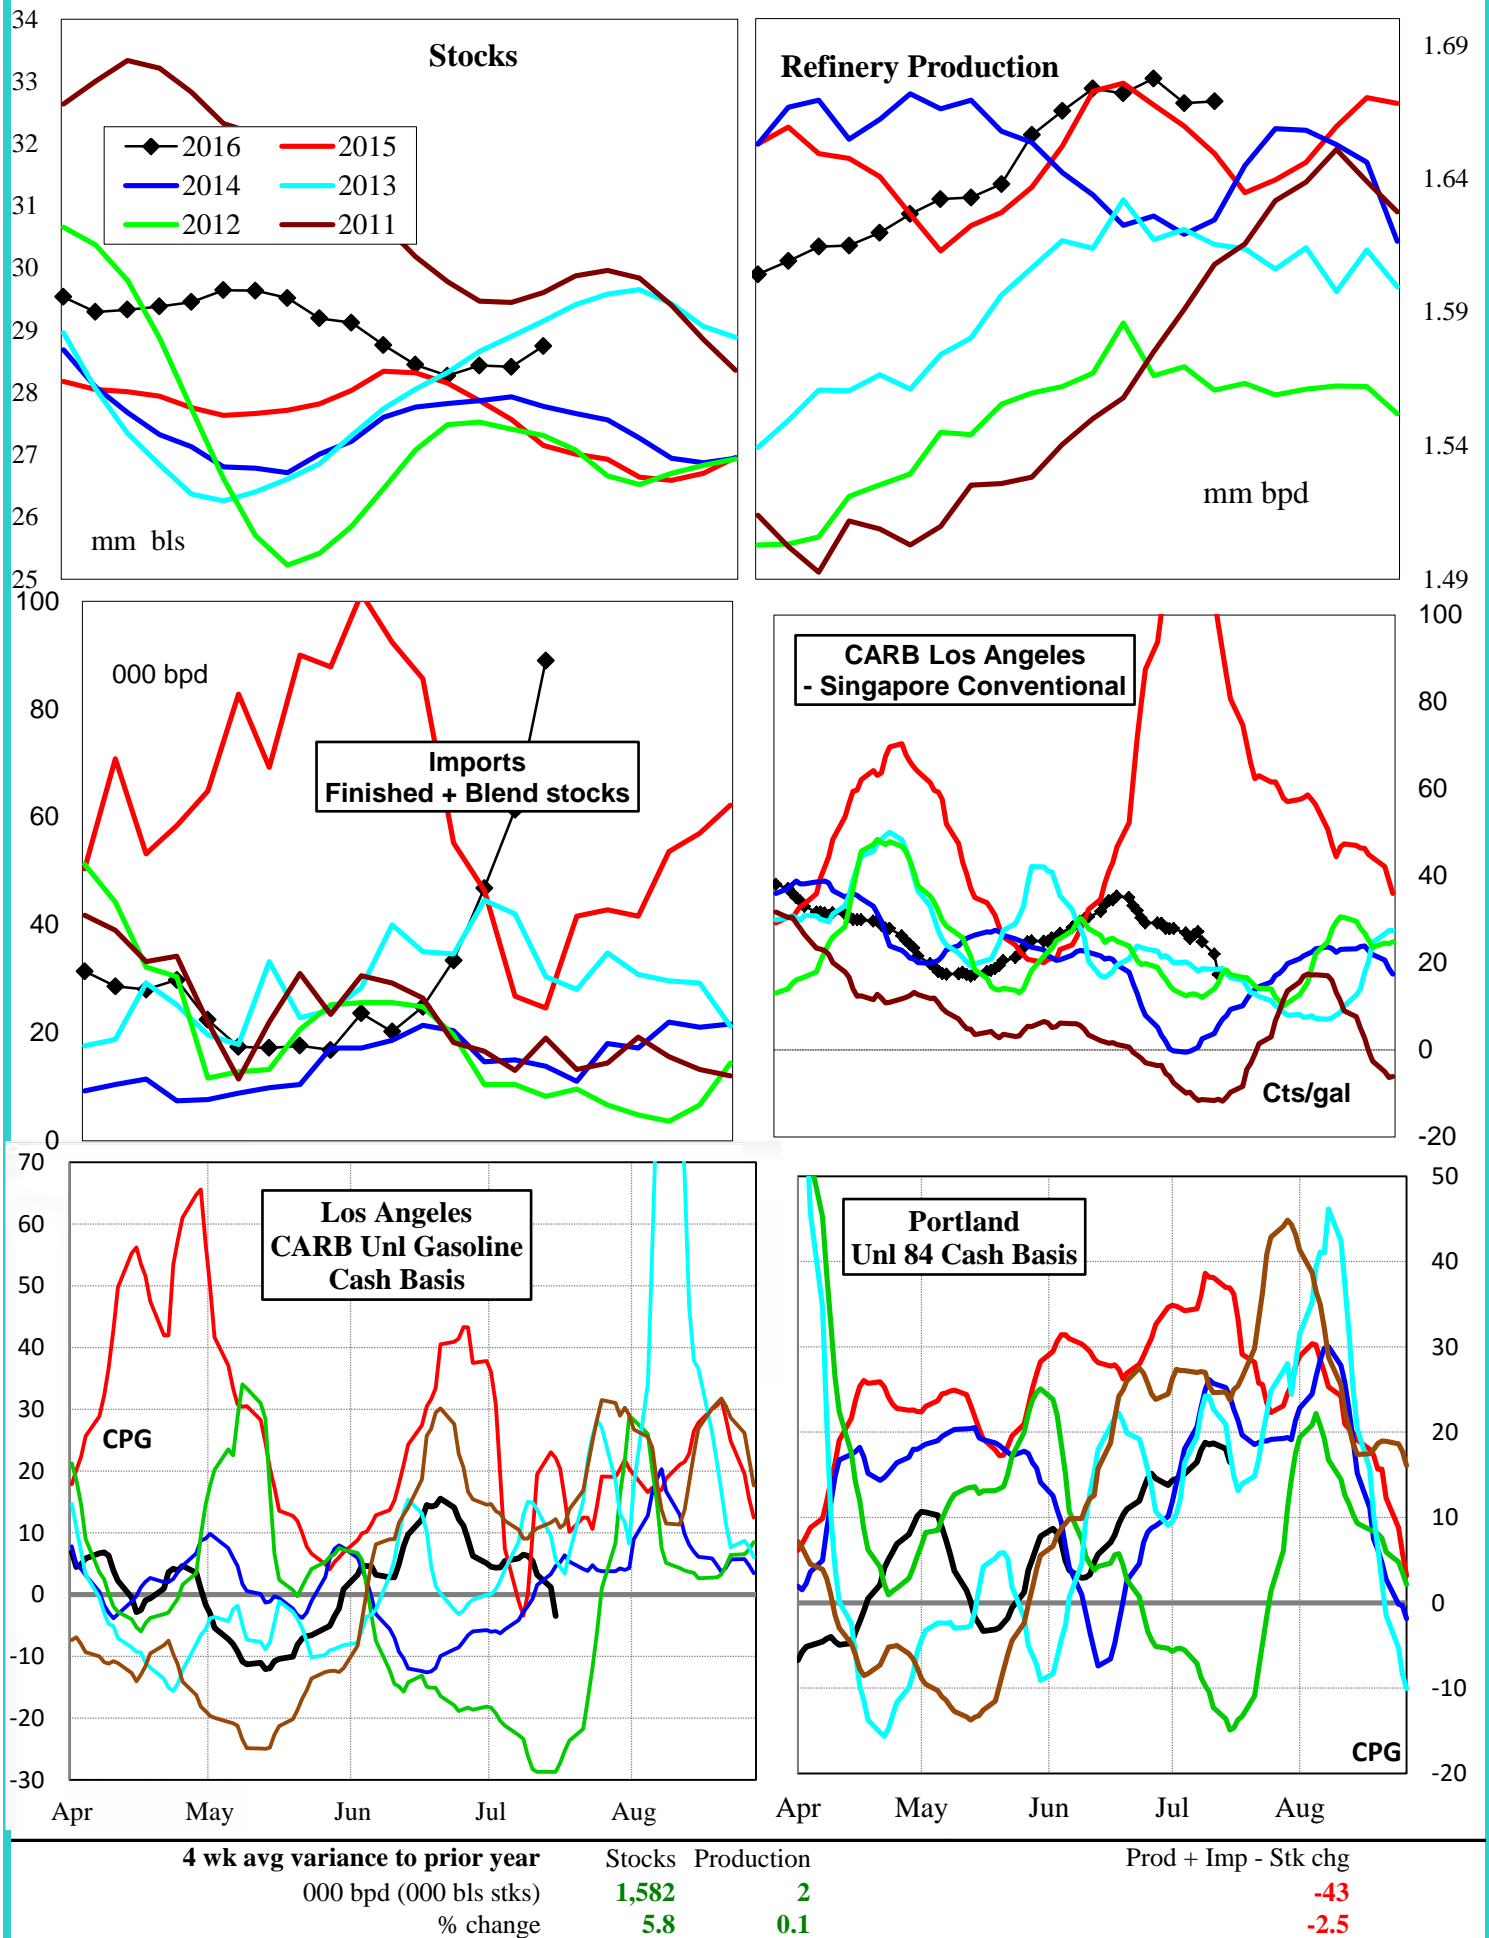 Stocks
34
33
32
31
30
29
28
27
26
25
2016 2015
2014 2013
2012 2011
mm bls
Refinery Production
1.69
1.64
1.59
1.54
1.49
mm bpd
100
80
60
40
20
0
000 bpd
Imports
Finished + Blend stocks
CARB Los Angeles
- Singapore Conventional
100
80
60
40
20
0
-20
Cts/gal
70
60
50
40
30
20
10
0
-10
-20
-30
Los Angeles
CARB Unl Gasoline
Cash Basis
CPG
Apr May Jun Jul Aug
Portland
Unl 84 Cash Basis
50
40
30
20
10
0
-10
-20
CPG
Apr May Jun Jul Aug
4 wk avg variance to prior year Stocks Production Prod + Imp - Stk chg
000 bpd (000 bls stks) 1,582 2 -43
% change 5.8 0.1 -2.5